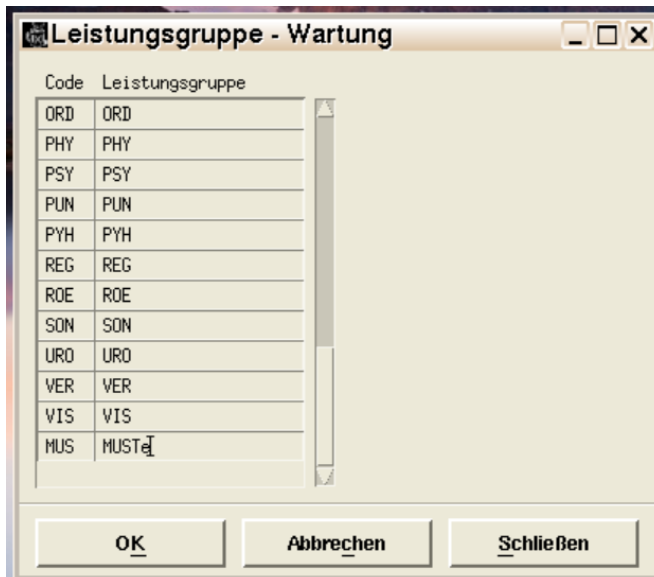 Leistungsgruppe - Wartung
Code Leistungsgruppe
ORD ORD
PHY PHY
PSY PSY
PUN PUN
PYH PYH
REG REG
ROE ROE
SON SON
URO URO
VER VER
VIS VIS
MUS MUSTe
OK Abbrechen Schließen